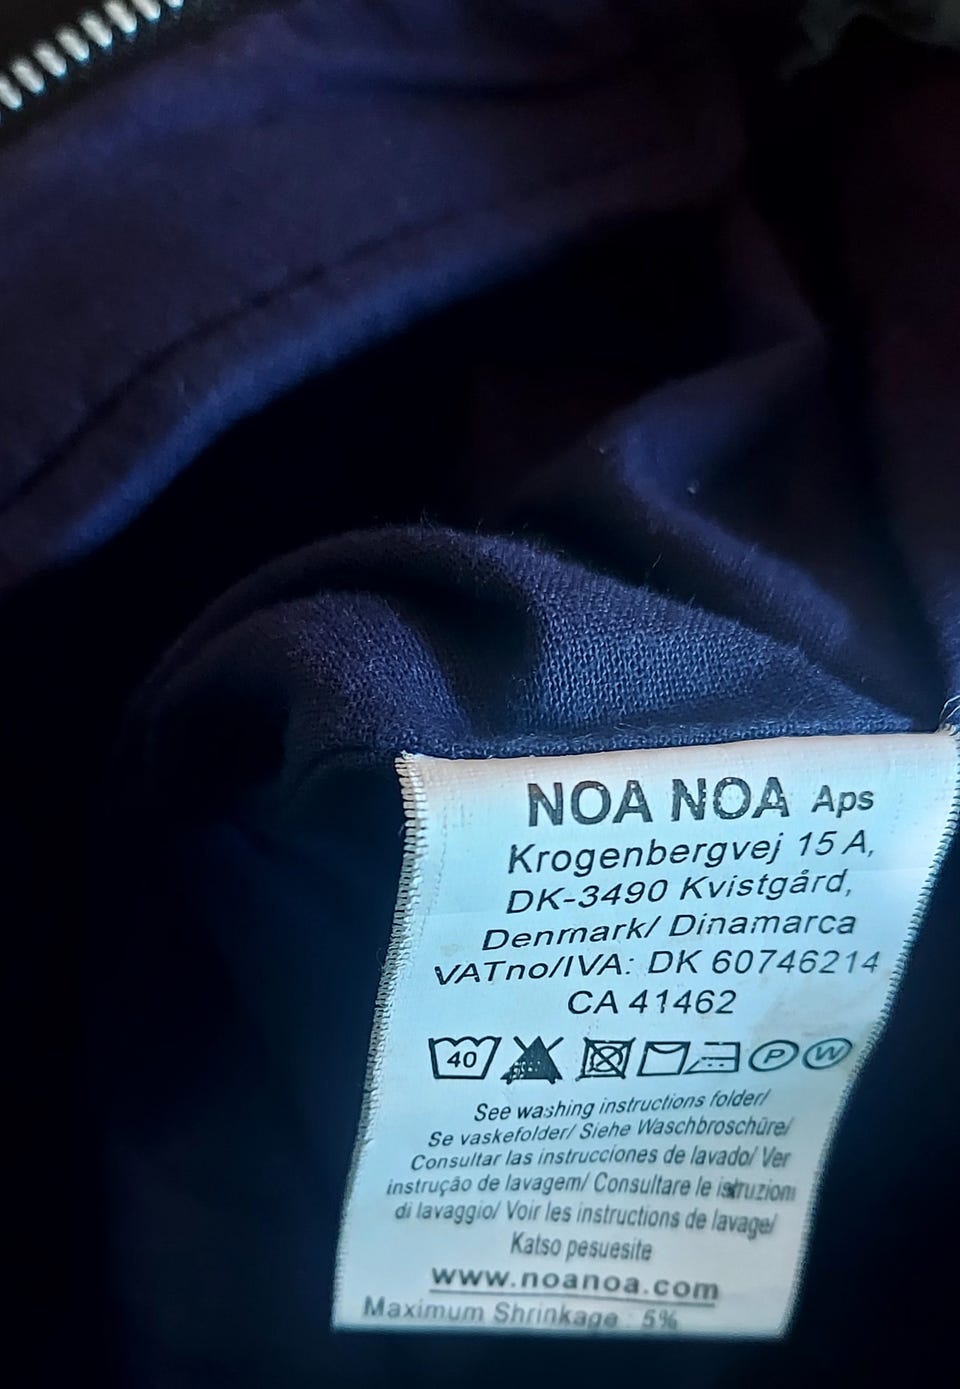 NOA NOA Aps
Krogenbergvej 15 A,
DK-3490 Kvistgård,
Denmark/ Dinamarca
VATno/IVA: DK 60746214
CA 41462
40 P W
See washing instructions folder/
Se vaskefolder/ Siehe Waschbroschüre/
Consultar las instrucciones de lavado/ Ver
instrução de lavagem/ Consultare le istruzioni
di lavaggio/ Voir les instructions de lavage/
Katso pesuesite
www.noanoa.com
Maximum Shrinkage 5%